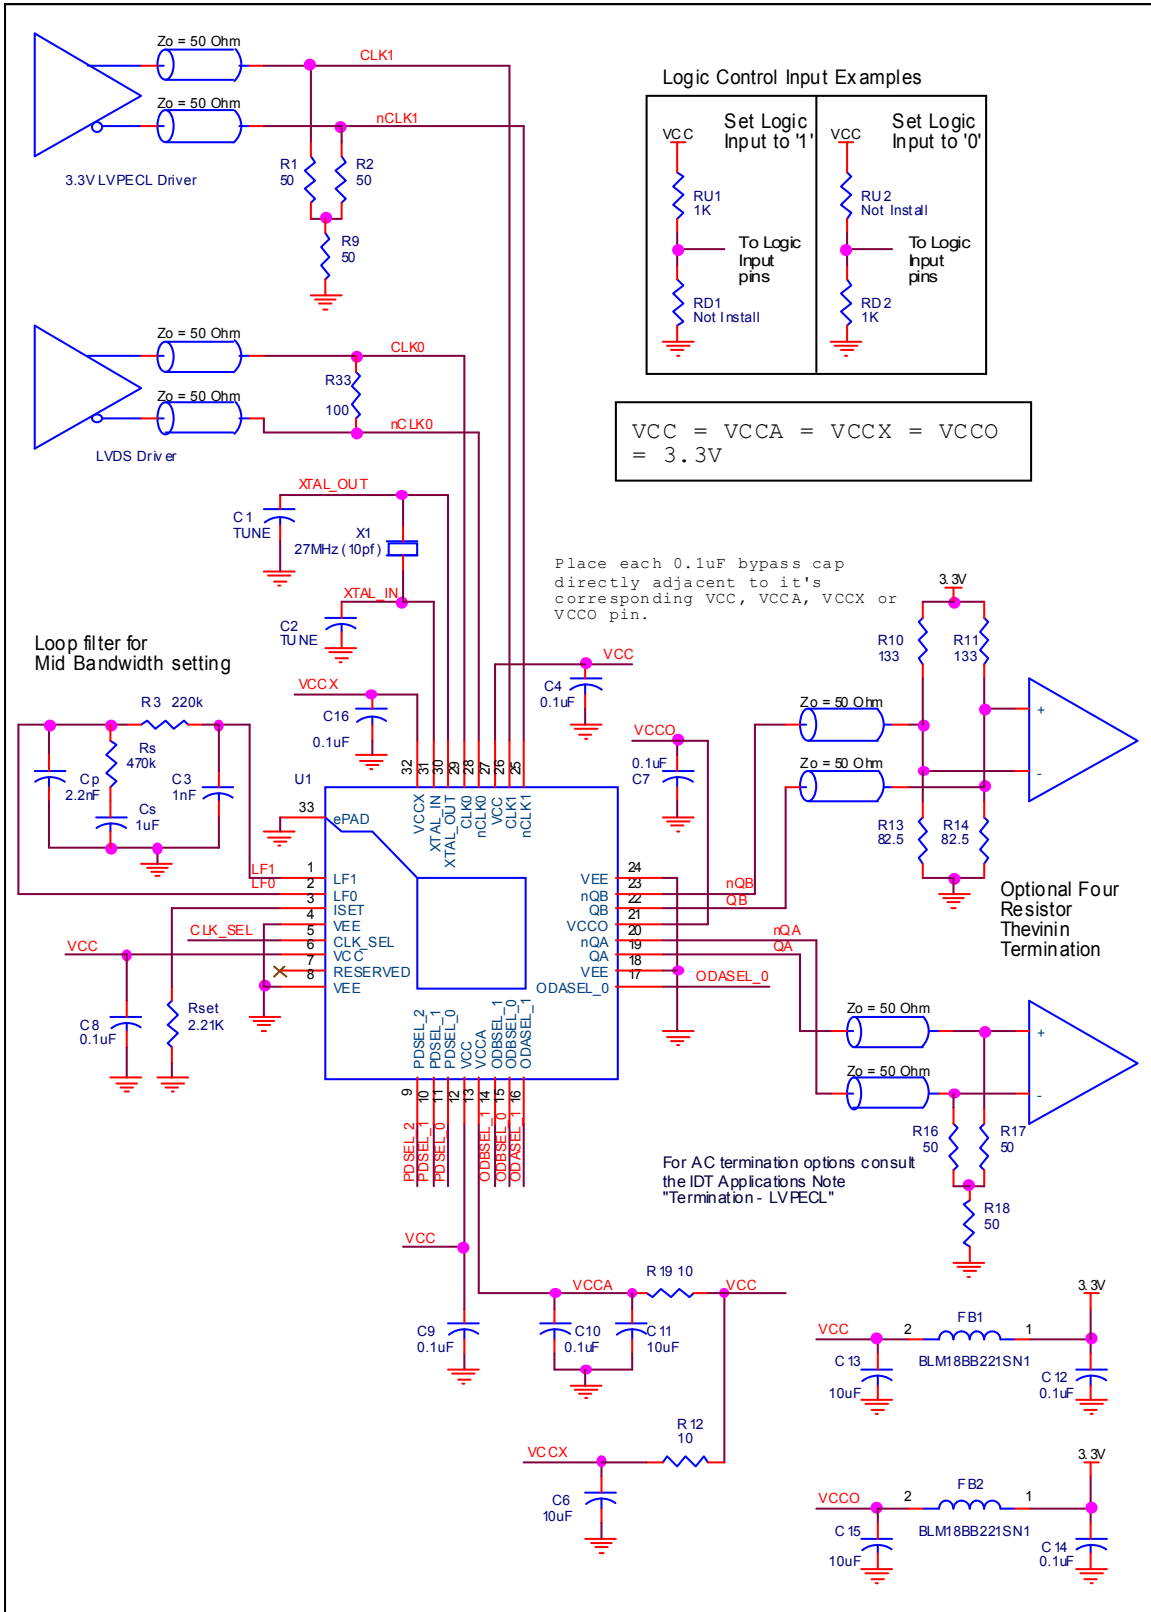 Zo = 50 Ohm
CLK1
Zo = 50 Ohm
nCLK1
3.3V LVPECL Driver
R1
50
R2
50
R9
50
Logic Control Input Examples
VCC
Set Logic
Input to '1'
RU1
1K
To Logic
Input
pins
RD1
Not Install
VCC
Set Logic
Input to '0'
RU2
Not Install
To Logic
Input
pins
RD2
1K
Zo = 50 Ohm
CLK0
Zo = 50 Ohm
R33
100
nCLK0
LVDS Driver
VCC = VCCA = VCCX = VCCO
= 3.3V
XTAL_OUT
C1
TUNE
X1
27MHz (10pf)
XTAL_IN
C2
TUNE
Place each 0.1uF bypass cap
directly adjacent to it's
corresponding VCC, VCCA, VCCX or
VCCO pin.
Loop filter for
Mid Bandwidth setting
R3 220k
Rs
470k
Cp
2.2nF
Cs
1uF
C3
1nF
VCCX
C16
0.1uF
VCC
C4
0.1uF
VCCO
0.1uF
C7
3.3V
R10
133
R11
133
Zo = 50 Ohm
Zo = 50 Ohm
+
-
R13
82.5
R14
82.5
Optional Four
Resistor
Thevinin
Termination
U1
32
31
30
29
28
27
26
25
VCCX
XTAL_IN
XTAL_OUT
CLK0
nCLK0
VCC
CLK1
nCLK1
33
ePAD
LF1
1
LF1
LF0
2
LF0
3
ISET
4
VEE
CLK_SEL
5
CLK_SEL
VCC
6
VCC
7
RESERVED
8
VEE
24
VEE
23
nQB
nQB
22
QB
QB
21
VCCO
20
nQA
nQA
19
QA
QA
18
VEE
17
ODASEL_0
ODASEL_0
C8
0.1uF
Rset
2.21K
PDSEL_2
PDSEL_1
PDSEL_0
VCC
VCCA
ODBSEL_1
ODBSEL_0
ODASEL_1
9
10
11
12
13
14
15
16
PDSEL_2
PDSEL_1
PDSEL_0
ODBSEL_1
ODBSEL_0
ODASEL_1
Zo = 50 Ohm
Zo = 50 Ohm
+
-
R16
50
R17
50
R18
50
For AC termination options consult
the IDT Applications Note
"Termination - LVPECL"
VCC
C9
0.1uF
VCCA
R19 10
VCC
C10
0.1uF
C11
10uF
R12
10
VCCX
C6
10uF
3.3V
VCC
2
FB1
1
BLM18BB221SN1
C13
10uF
C12
0.1uF
3.3V
VCCO
2
FB2
1
BLM18BB221SN1
C15
10uF
C14
0.1uF